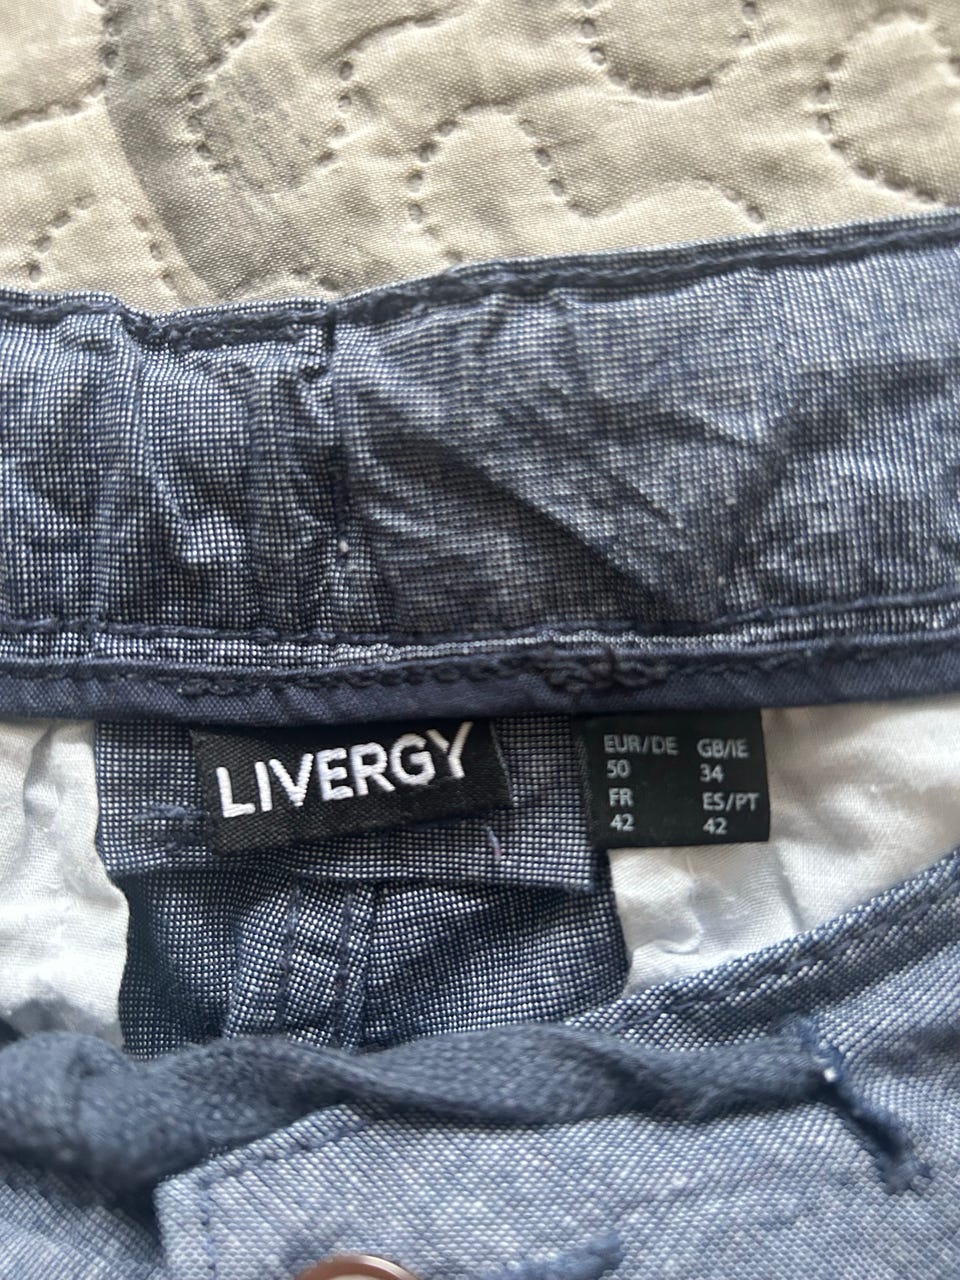 LIVERGY
EUR/DE GB/IE
50 34
FR ES/PT
42 42